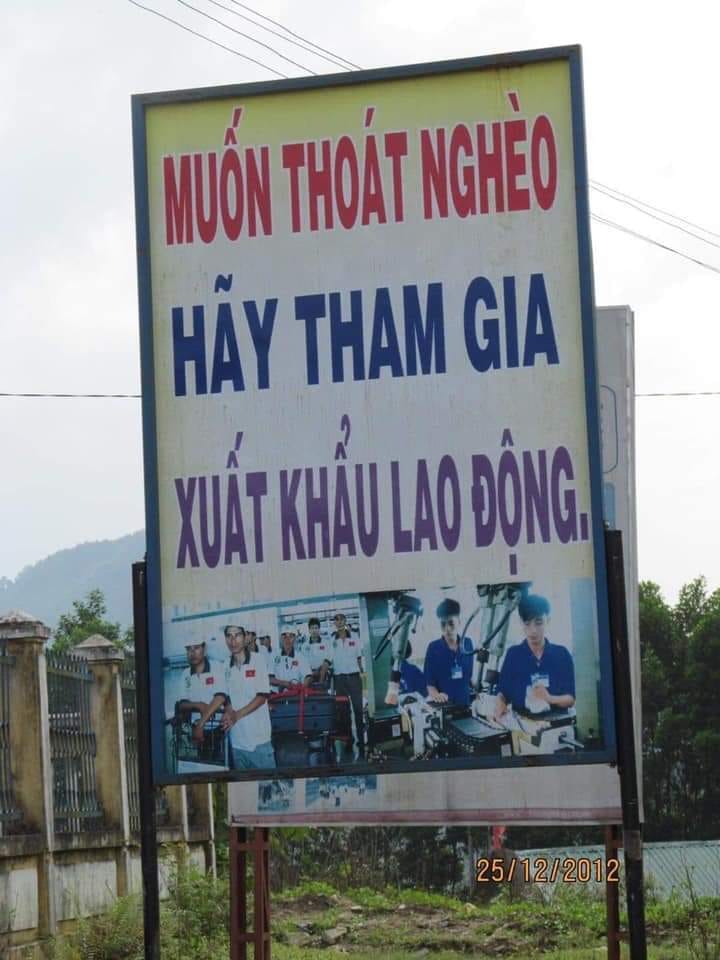 MUỐN THOÁT NGHÈO
HÃY THAM GIA
XUẤT KHẨU LAO ĐỘNG.
25/12/2012